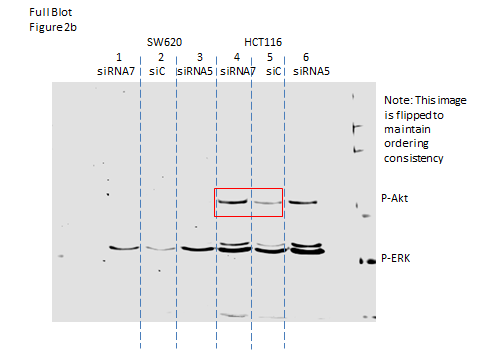 Full Blot
Figure 2b
SW620 HCT116
1 2 3 4 5 6
siRNA7 siC siRNA5 siRNA7 siC siRNA5
Note: This image
is flipped to
maintain
ordering
consistency
P-Akt
P-ERK